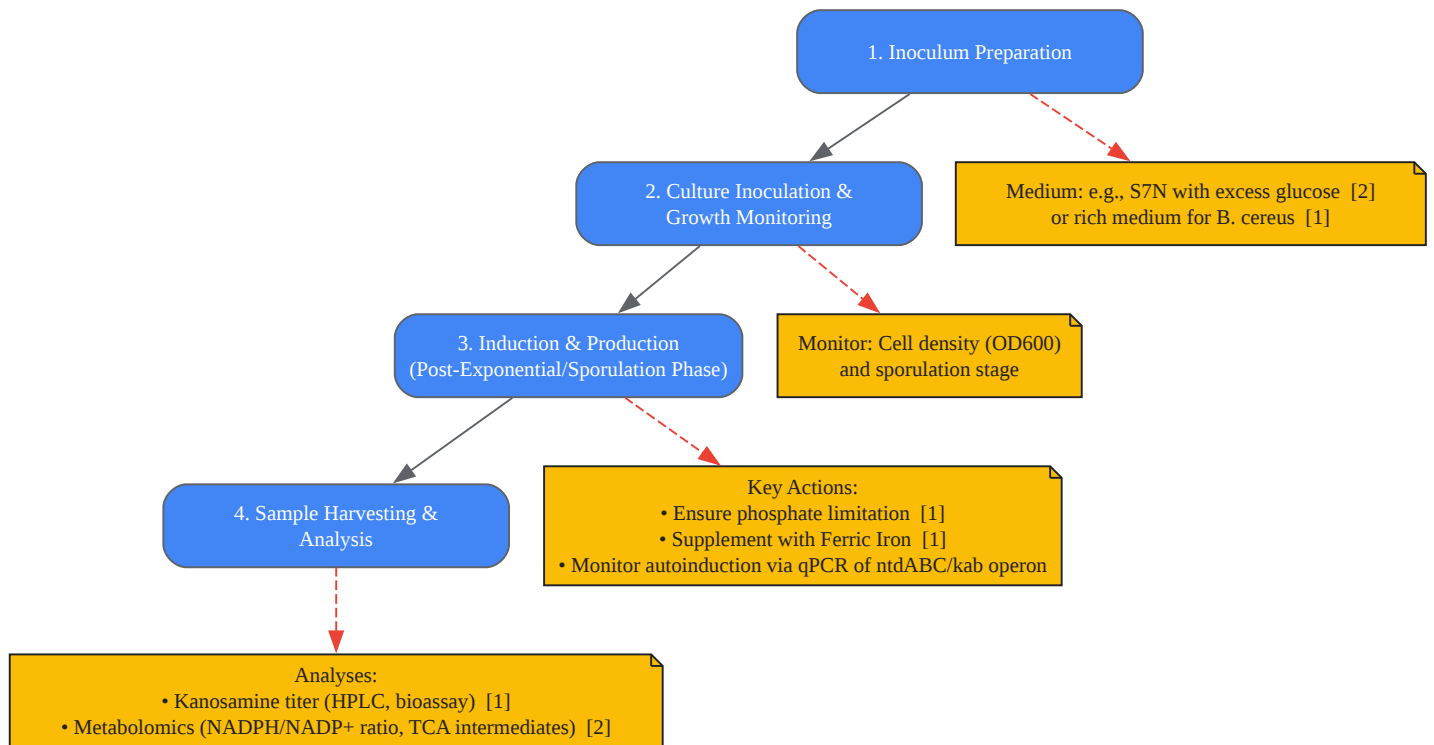 1. Inoculum Preparation
2. Culture Inoculation &
Growth Monitoring
Medium: e.g., S7N with excess glucose [2]
or rich medium for B. cereus [1]
3. Induction & Production
(Post-Exponential/Sporulation Phase)
Monitor: Cell density (OD600)
and sporulation stage
4. Sample Harvesting &
Analysis
Key Actions:
• Ensure phosphate limitation [1]
• Supplement with Ferric Iron [1]
• Monitor autoinduction via qPCR of ntdABC/kab operon
Analyses:
• Kanosamine titer (HPLC, bioassay) [1]
• Metabolomics (NADPH/NADP+ ratio, TCA intermediates) [2]